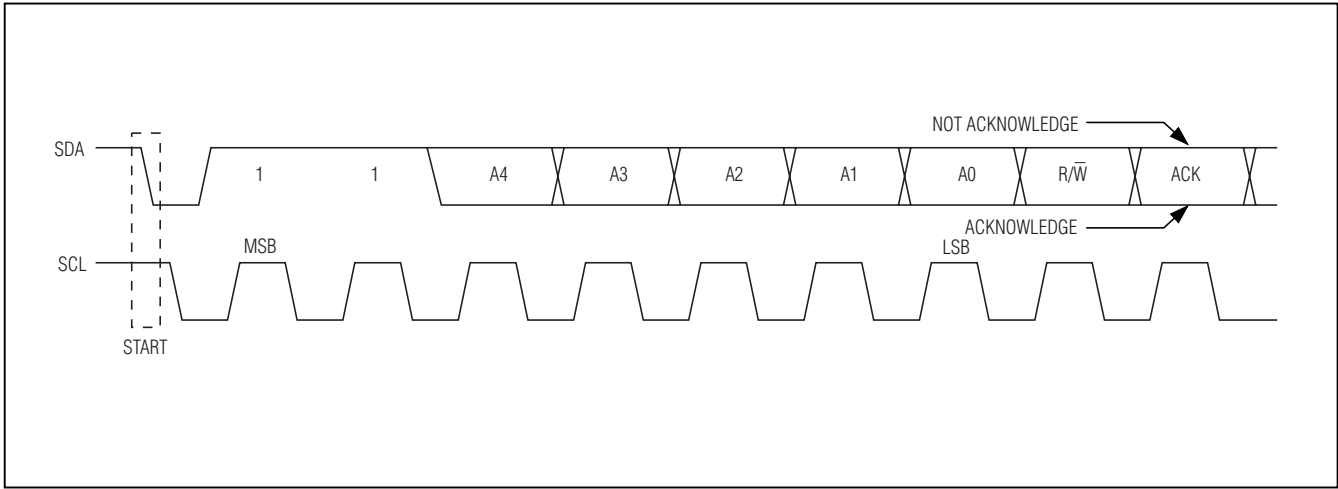 NOT ACKNOWLEDGE
SDA
1 1 A4 A3 A2 A1 A0 R/W̅ ACK
ACKNOWLEDGE
MSB LSB
SCL
START